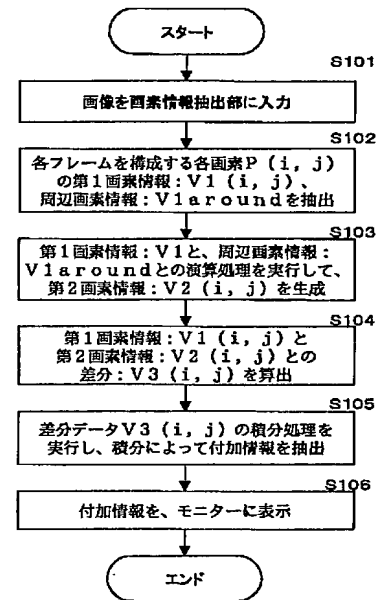 スタート
S101
画像を画素情報抽出部に入力
S102
各フレームを構成する各画素P (i, j)
の第1画素情報:V1 (i, j)、
周辺画素情報:V1aroundを抽出
S103
第1画素情報:V1と、周辺画素情報:
V1aroundとの演算処理を実行して、
第2画素情報:V2 (i, j) を生成
S104
第1画素情報:V1 (i, j) と
第2画素情報:V2 (i, j) との
差分:V3 (i, j) を算出
S105
差分データV3 (i, j) の積分処理を
実行し、積分によって付加情報を抽出
S106
付加情報を、モニターに表示
エンド